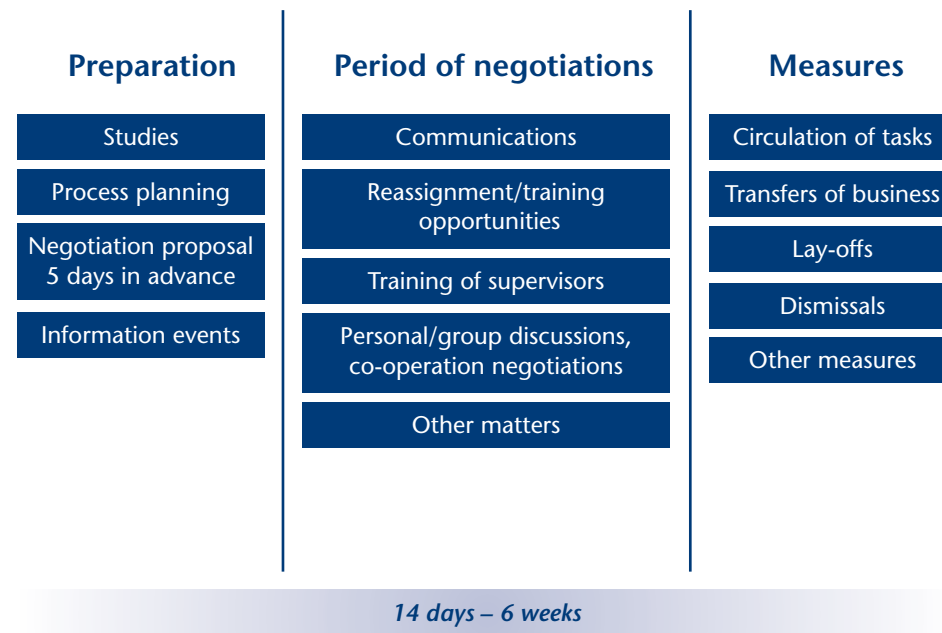 Preparation
Studies
Process planning
Negotiation proposal
5 days in advance
Information events
Period of negotiations
Communications
Reassignment/training
opportunities
Training of supervisors
Personal/group discussions,
co-operation negotiations
Other matters
Measures
Circulation of tasks
Transfers of business
Lay-offs
Dismissals
Other measures
14 days – 6 weeks